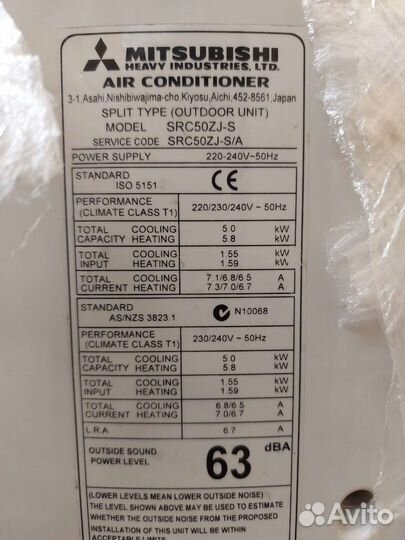 MITSUBISHI
HEAVY INDUSTRIES, LTD.
AIR CONDITIONER
3-1,Asahi,Nishibiwajima-cho,Kiyosu,Aichi,452-8561,Japan
SPLIT TYPE (OUTDOOR UNIT)
MODEL SRC50ZJ-S
SERVICE CODE SRC50ZJ-S/A
POWER SUPPLY 220-240V~50Hz
STANDARD
ISO 5151 CE
PERFORMANCE
(CLIMATE CLASS T1) 220/230/240V ~ 50Hz
TOTAL COOLING 5.0 kW
CAPACITY HEATING 5.8 kW
TOTAL COOLING 1.55 kW
INPUT HEATING 1.59 kW
TOTAL COOLING 7.1/6.8/6.5 A
CURRENT HEATING 7.3/7.0/6.7 A
STANDARD
AS/NZS 3823.1 N10068
PERFORMANCE
(CLIMATE CLASS T1) 230/240V ~ 50Hz
TOTAL COOLING 5.0 kW
CAPACITY HEATING 5.8 kW
TOTAL COOLING 1.55 kW
INPUT HEATING 1.59 kW
TOTAL COOLING 6.8/6.5 A
CURRENT HEATING 7.0/6.7 A
L.R.A 6.7 A
OUTSIDE SOUND
POWER LEVEL 63 dBA
(LOWER LEVELS MEAN LOWER OUTSIDE NOISE)
THE LEVEL SHOWN ABOVE MAY BE USED TO ESTIMATE
WHETHER THE OUTSIDE NOISE FROM THE PROPOSED
INSTALLATION OF THIS UNIT WILL BE WITHIN
ACCEPTABLE LIMITS
Avito